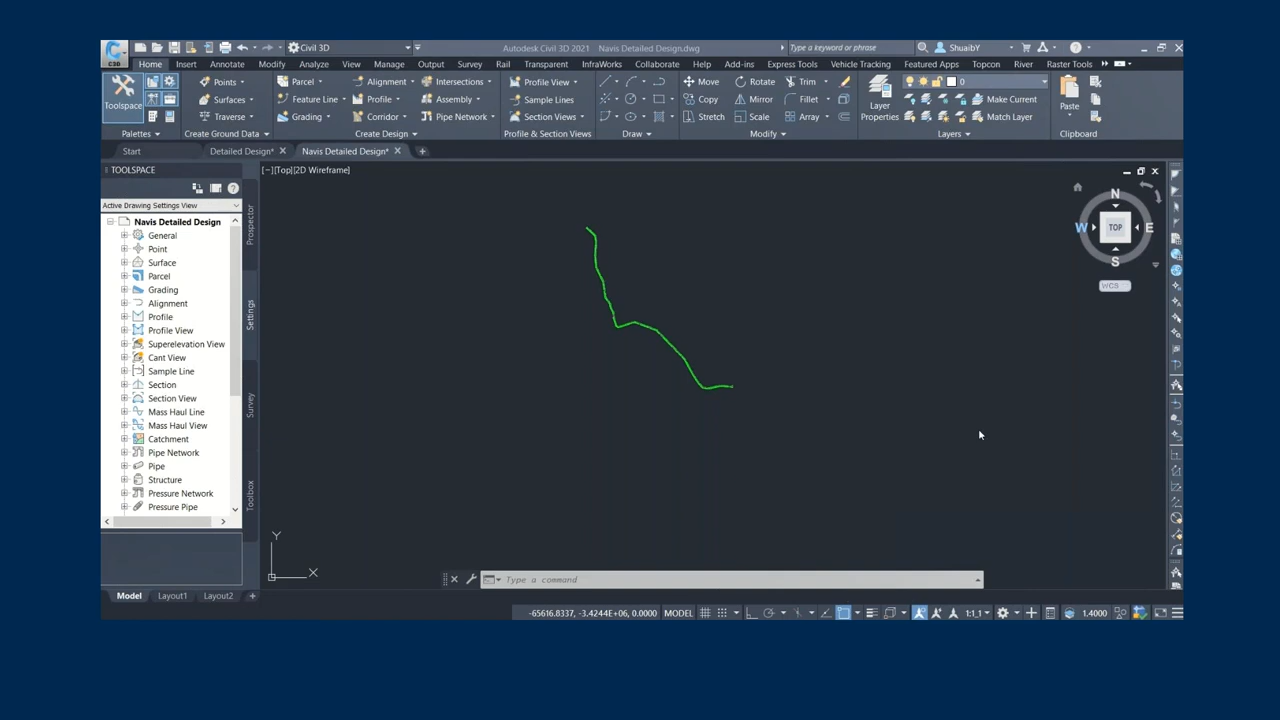 Civil 3D
Autodesk Civil 3D 2021 Navis Detailed Design.dwg
Type a keyword or phrase
ShuaibY
C3D
Home Insert Annotate Modify Analyze View Manage Output Survey Rail Transparent InfraWorks Collaborate Help Add-ins Express Tools Vehicle Tracking Featured Apps Topcon River Raster Tools
Toolspace
Palettes
Points
Surfaces
Traverse
Create Ground Data
Parcel Alignment Intersections
Feature Line Profile Assembly
Grading Corridor Pipe Network
Create Design
Profile View
Sample Lines
Section Views
Profile & Section Views
Draw
Move Rotate Trim
Copy Mirror Fillet
Stretch Scale Array
Modify
Layer
Properties
0
Make Current
Match Layer
Layers
Paste
Clipboard
Start Detailed Design* Navis Detailed Design*
TOOLSPACE
Active Drawing Settings View
Navis Detailed Design
General
Point
Surface
Parcel
Grading
Alignment
Profile
Profile View
Superelevation View
Cant View
Sample Line
Section
Section View
Mass Haul Line
Mass Haul View
Catchment
Pipe Network
Pipe
Structure
Pressure Network
Pressure Pipe
Prospector
Settings
Survey
Toolbox
[−][Top][2D Wireframe]
N
W TOP E
S
WCS
Y
X
Type a command
Model Layout1 Layout2
-65616.8337, -3.4244E+06, 0.0000 MODEL 1:1 1.4000